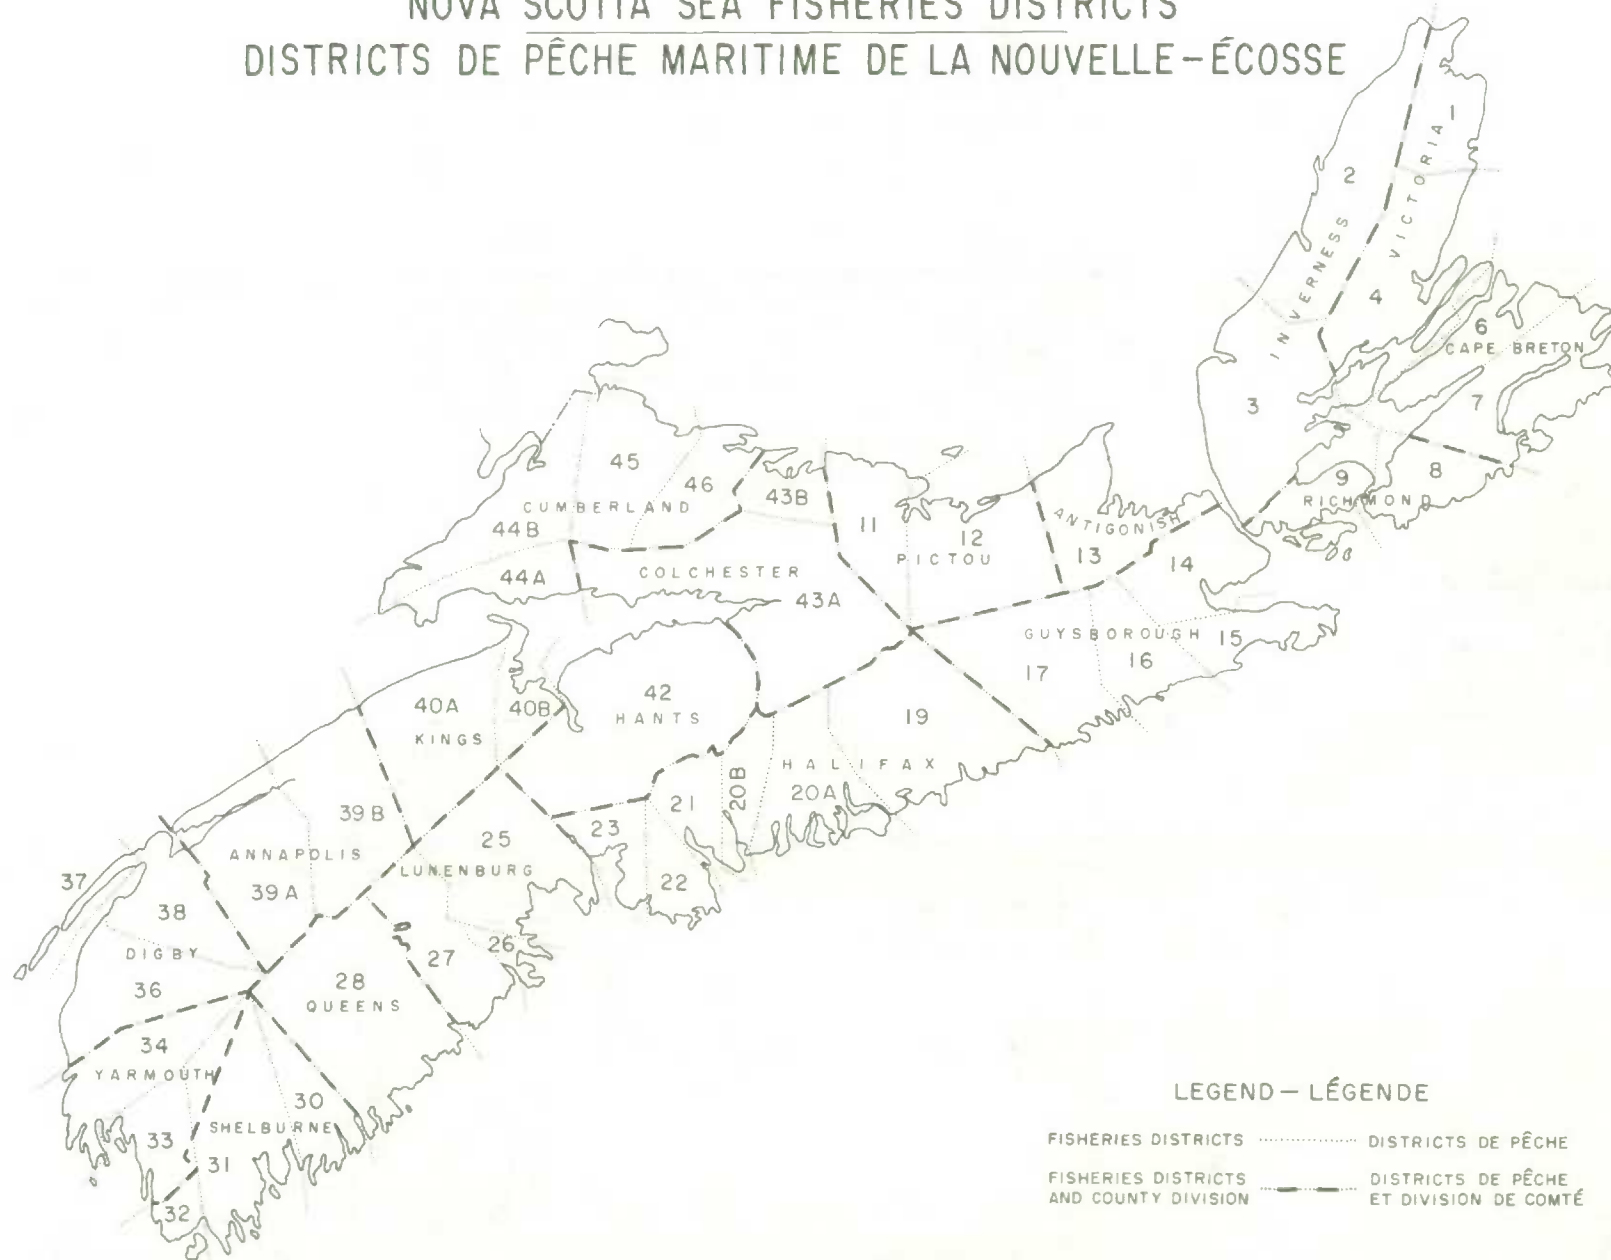 NOVA SCOTIA SEA FISHERIES DISTRICTS
DISTRICTS DE PÊCHE MARITIME DE LA NOUVELLE-ÉCOSSE
1
2
VICTORIA
INVERNESS
4
6
CAPE BRETON
3
7
45
46
43B
9
8
RICHMOND
CUMBERLAND
44B
11
12
ANTIGONISH
PICTOU
13
14
44A
COLCHESTER
43A
GUYSBOROUGH
15
16
17
40A
40B
42
HANTS
KINGS
19
HALIFAX
20B
20A
21
39B
23
25
ANNAPOLIS
LUNENBURG
37
39A
22
38
DIGBY
26
27
36
28
QUEENS
34
YARMOUTH
30
SHELBURNE
33
31
32
LEGEND — LÉGENDE
FISHERIES DISTRICTS DISTRICTS DE PÊCHE
FISHERIES DISTRICTS DISTRICTS DE PÊCHE
AND COUNTY DIVISION ET DIVISION DE COMTÉ